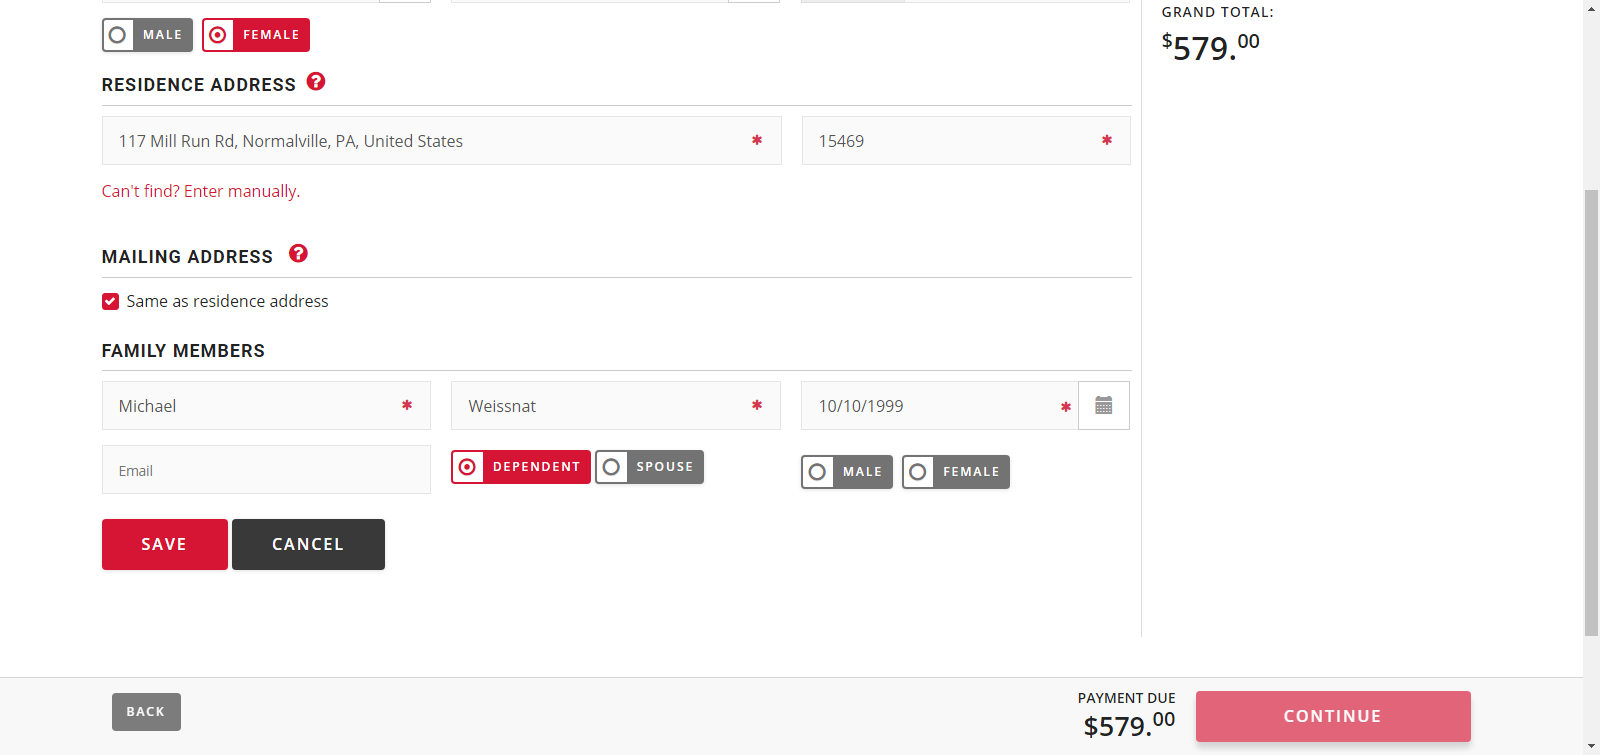 GRAND TOTAL:
$579.00
MALE FEMALE
RESIDENCE ADDRESS ?
117 Mill Run Rd, Normalville, PA, United States * 15469 *
Can't find? Enter manually.
MAILING ADDRESS ?
Same as residence address
FAMILY MEMBERS
Michael * Weissnat * 10/10/1999 *
Email DEPENDENT SPOUSE MALE FEMALE
SAVE CANCEL
BACK
PAYMENT DUE
$579.00
CONTINUE